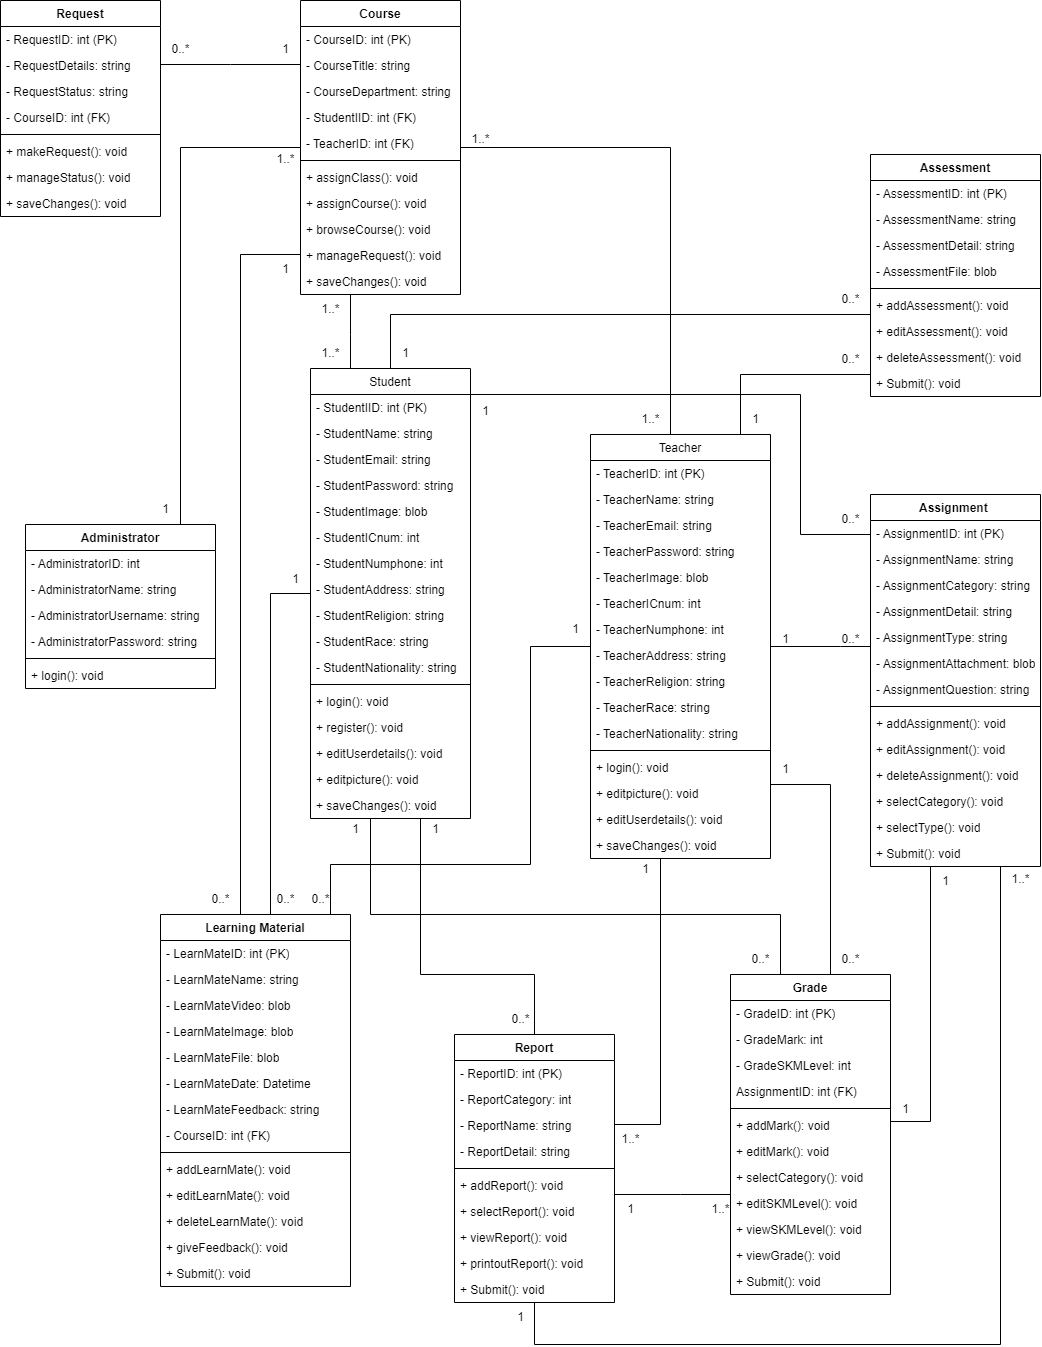 Request
- RequestID: int (PK)
- RequestDetails: string
- RequestStatus: string
- CourseID: int (FK)
+ makeRequest(): void
+ manageStatus(): void
+ saveChanges(): void
0..*
1
Course
- CourseID: int (PK)
- CourseTitle: string
- CourseDepartment: string
- StudentIID: int (FK)
- TeacherID: int (FK)
+ assignClass(): void
+ assignCourse(): void
+ browseCourse(): void
+ manageRequest(): void
+ saveChanges(): void
1..*
1..*
1
1..*
1..*
Assessment
- AssessmentID: int (PK)
- AssessmentName: string
- AssessmentDetail: string
- AssessmentFile: blob
+ addAssessment(): void
+ editAssessment(): void
+ deleteAssessment(): void
+ Submit(): void
0..*
1
0..*
1
1..*
Student
- StudentIID: int (PK)
- StudentName: string
- StudentEmail: string
- StudentPassword: string
- StudentImage: blob
- StudentICnum: int
- StudentNumphone: int
- StudentAddress: string
- StudentReligion: string
- StudentRace: string
- StudentNationality: string
+ login(): void
+ register(): void
+ editUserdetails(): void
+ editpicture(): void
+ saveChanges(): void
1
1
1
1
Teacher
- TeacherID: int (PK)
- TeacherName: string
- TeacherEmail: string
- TeacherPassword: string
- TeacherImage: blob
- TeacherICnum: int
- TeacherNumphone: int
- TeacherAddress: string
- TeacherReligion: string
- TeacherRace: string
- TeacherNationality: string
+ login(): void
+ editpicture(): void
+ editUserdetails(): void
+ saveChanges(): void
1
1
1
1
1
Administrator
- AdministratorID: int
- AdministratorName: string
- AdministratorUsername: string
- AdministratorPassword: string
+ login(): void
0..*
0..*
Assignment
- AssignmentID: int (PK)
- AssignmentName: string
- AssignmentCategory: string
- AssignmentDetail: string
- AssignmentType: string
- AssignmentAttachment: blob
- AssignmentQuestion: string
+ addAssignment(): void
+ editAssignment(): void
+ deleteAssignment(): void
+ selectCategory(): void
+ selectType(): void
+ Submit(): void
1
1..*
0..*
0..*
0..*
Learning Material
- LearnMateID: int (PK)
- LearnMateName: string
- LearnMateVideo: blob
- LearnMateImage: blob
- LearnMateFile: blob
- LearnMateDate: Datetime
- LearnMateFeedback: string
- CourseID: int (FK)
+ addLearnMate(): void
+ editLearnMate(): void
+ deleteLearnMate(): void
+ giveFeedback(): void
+ Submit(): void
0..*
Report
- ReportID: int (PK)
- ReportCategory: int
- ReportName: string
- ReportDetail: string
+ addReport(): void
+ selectReport(): void
+ viewReport(): void
+ printoutReport(): void
+ Submit(): void
1..*
1
1..*
1
0..*
0..*
Grade
- GradeID: int (PK)
- GradeMark: int
- GradeSKMLevel: int
AssignmentID: int (FK)
+ addMark(): void
+ editMark(): void
+ selectCategory(): void
+ editSKMLevel(): void
+ viewSKMLevel(): void
+ viewGrade(): void
+ Submit(): void
1